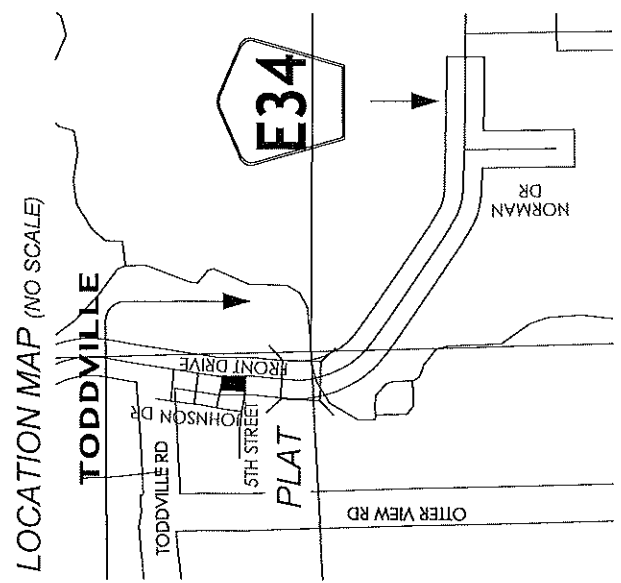 LOCATION MAP (NO SCALE)
TODDVILLE
E34
TODDVILLE RD
JOHNSON DR
FRONT DRIVE
5TH STREET
PLAT
OTTER VIEW RD
NORMAN
DR